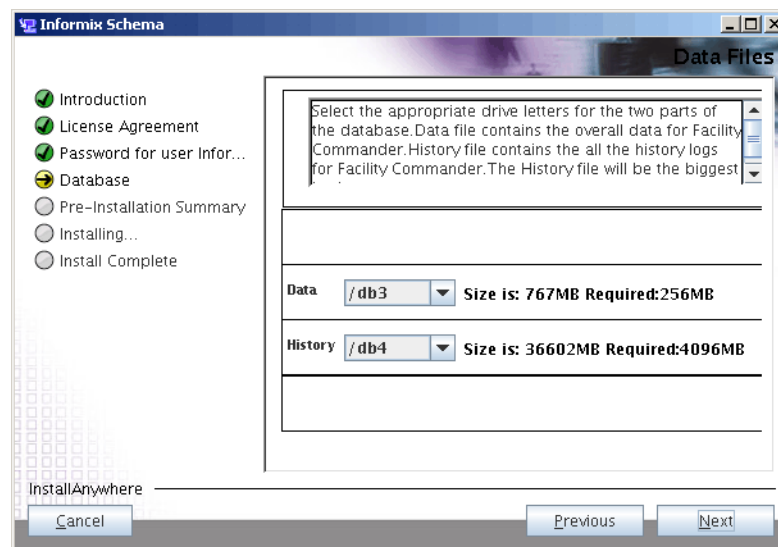 Informix Schema
Data Files
Introduction
License Agreement
Password for user Infor...
Database
Pre-Installation Summary
Installing...
Install Complete
Select the appropriate drive letters for the two parts of
the database.Data file contains the overall data for Facility
Commander.History file contains the all the history logs
for Facility Commander.The History file will be the biggest
Data /db3 Size is: 767MB Required:256MB
History /db4 Size is: 36602MB Required:4096MB
InstallAnywhere
Cancel Previous Next